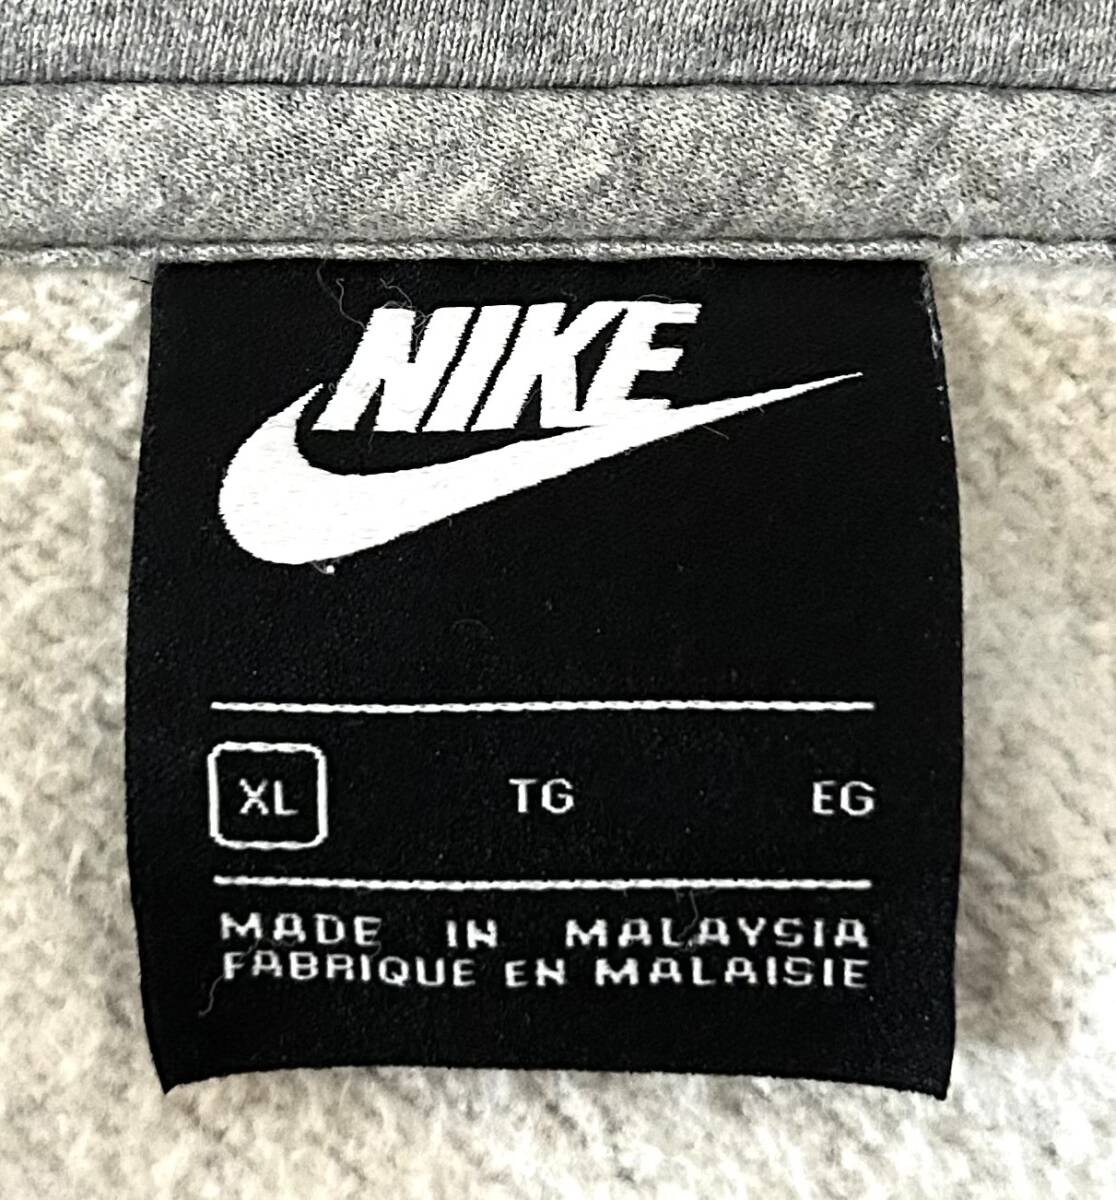 NIKE
XL TG EG
MADE IN MALAYSIA
FABRIQUE EN MALAISIE